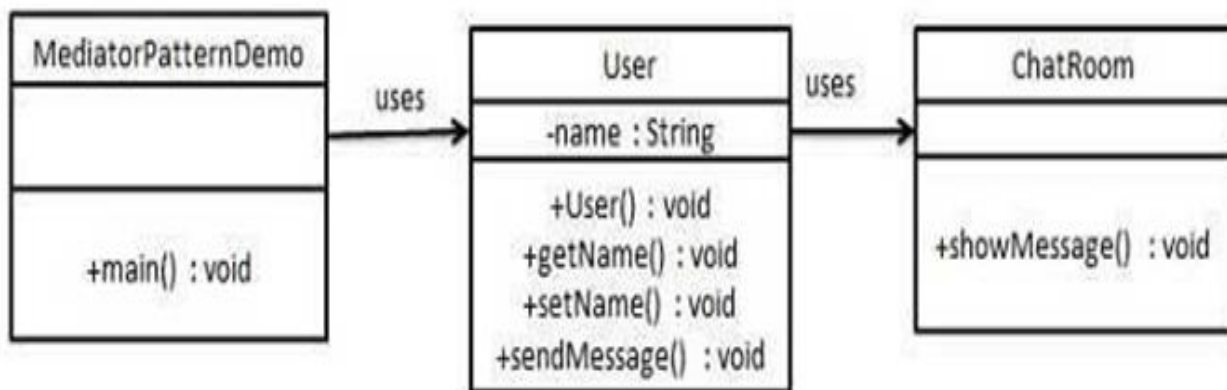 MediatorPatternDemo
+main() : void
uses
User
-name : String
+User() : void
+getName() : void
+setName() : void
+sendMessage() : void
uses
ChatRoom
+showMessage() : void